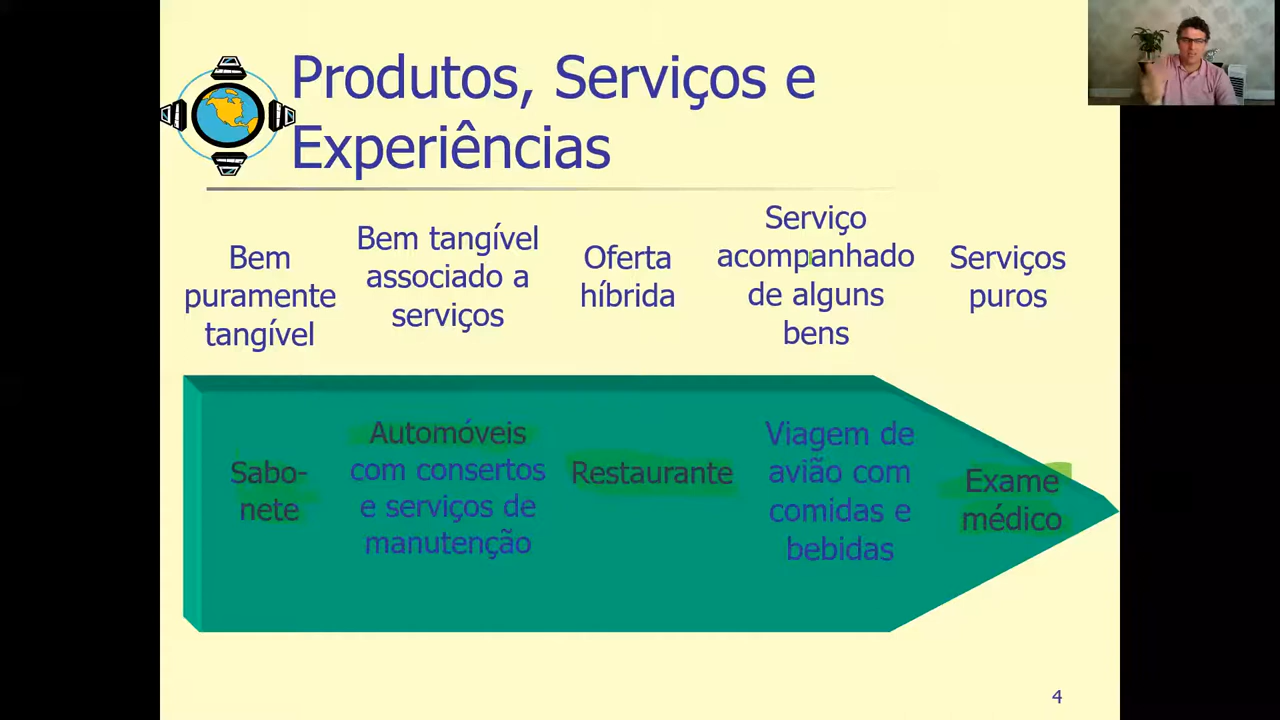 Produtos, Serviços e
Experiências
Bem
puramente
tangível
Bem tangível
associado a
serviços
Oferta
híbrida
Serviço
acompanhado
de alguns
bens
Serviços
puros
Sabo-
nete
Automóveis
com consertos
e serviços de
manutenção
Restaurante
Viagem de
avião com
comidas e
bebidas
Exame
médico
4